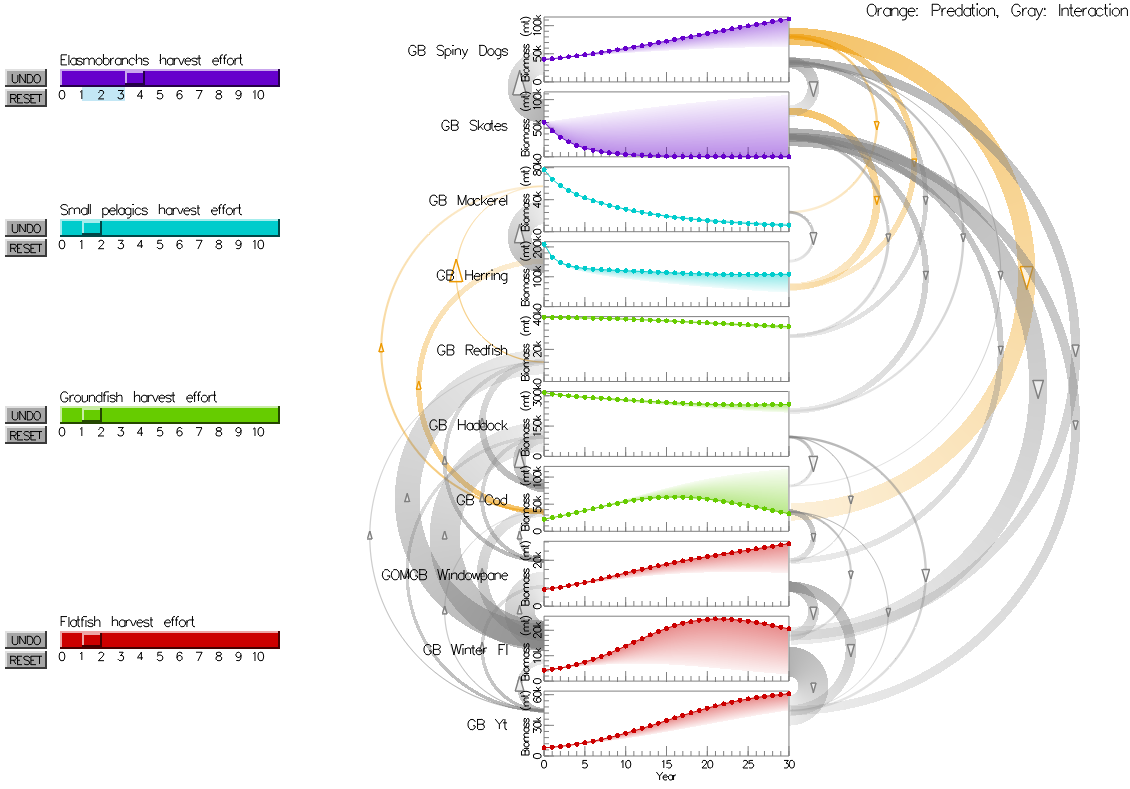 Orange: Predation, Gray: Interaction
Elasmobranchs harvest effort
UNDO
RESET
0 1 2 3 4 5 6 7 8 9 10
Small pelagics harvest effort
UNDO
RESET
0 1 2 3 4 5 6 7 8 9 10
Groundfish harvest effort
UNDO
RESET
0 1 2 3 4 5 6 7 8 9 10
Flatfish harvest effort
UNDO
RESET
0 1 2 3 4 5 6 7 8 9 10
GB Spiny Dogs
Biomass (mt)
0 50k 100k
GB Skates
Biomass (mt)
0 50k 100k
GB Mackerel
Biomass (mt)
0 40k 80k
GB Herring
Biomass (mt)
0 100k 200k
GB Redfish
Biomass (mt)
0 20k 40k
GB Haddock
Biomass (mt)
0 150k 300k
GB Cod
Biomass (mt)
0 50k 100k
GOMGB Windowpane
Biomass (mt)
0 20k
GB Winter Fl
Biomass (mt)
0 10k 20k
GB Yt
Biomass (mt)
0 30k 60k
0 5 10 15 20 25 30
Year